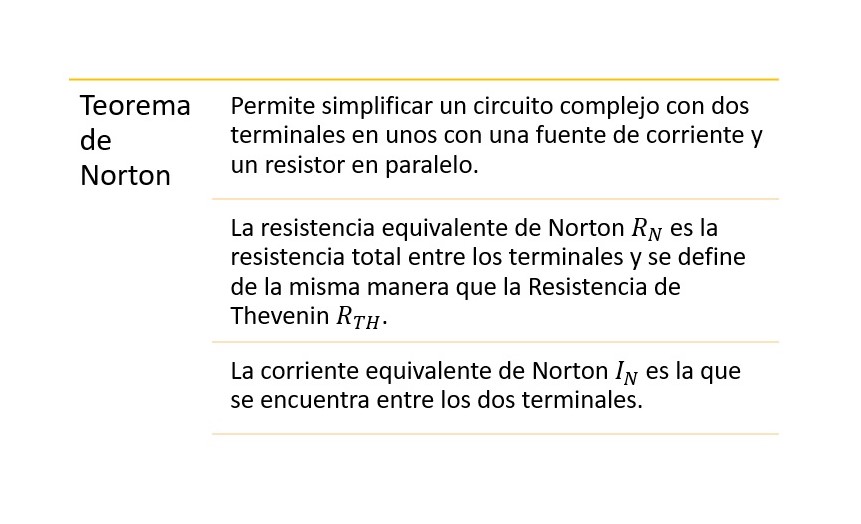 Teorema
de
Norton
Permite simplificar un circuito complejo con dos
terminales en unos con una fuente de corriente y
un resistor en paralelo.
La resistencia equivalente de Norton R_N es la
resistencia total entre los terminales y se define
de la misma manera que la Resistencia de
Thevenin R_TH.
La corriente equivalente de Norton I_N es la que
se encuentra entre los dos terminales.